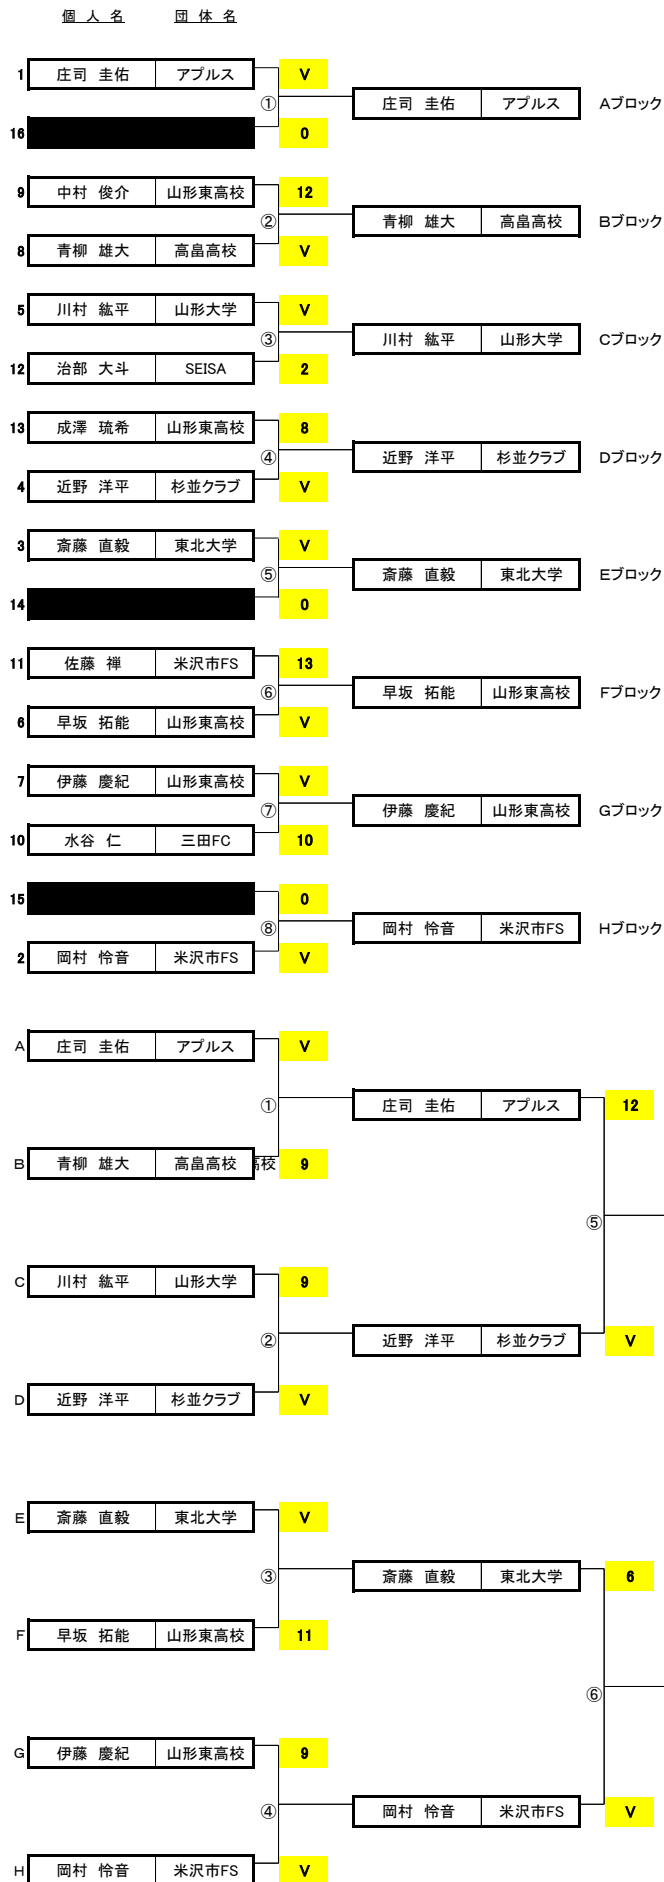 個人名 団体名
1 庄司 圭佑 アプルス V
① 庄司 圭佑 アプルス Aブロック
16 0
9 中村 俊介 山形東高校 12
② 青柳 雄大 高畠高校 Bブロック
8 青柳 雄大 高畠高校 V
5 川村 紘平 山形大学 V
③ 川村 紘平 山形大学 Cブロック
12 治部 大斗 SEISA 2
13 成澤 琉希 山形東高校 8
④ 近野 洋平 杉並クラブ Dブロック
4 近野 洋平 杉並クラブ V
3 斎藤 直毅 東北大学 V
⑤ 斎藤 直毅 東北大学 Eブロック
14 0
11 佐藤 禅 米沢市FS 13
⑥ 早坂 拓能 山形東高校 Fブロック
6 早坂 拓能 山形東高校 V
7 伊藤 慶紀 山形東高校 V
⑦ 伊藤 慶紀 山形東高校 Gブロック
10 水谷 仁 三田FC 10
15 0
⑧ 岡村 怜音 米沢市FS Hブロック
2 岡村 怜音 米沢市FS V
A 庄司 圭佑 アプルス V
① 庄司 圭佑 アプルス 12
B 青柳 雄大 高畠高校 高校 9
⑤
C 川村 紘平 山形大学 9
② 近野 洋平 杉並クラブ V
D 近野 洋平 杉並クラブ V
E 斎藤 直毅 東北大学 V
③ 斎藤 直毅 東北大学 6
F 早坂 拓能 山形東高校 11
⑥
G 伊藤 慶紀 山形東高校 9
④ 岡村 怜音 米沢市FS V
H 岡村 怜音 米沢市FS V